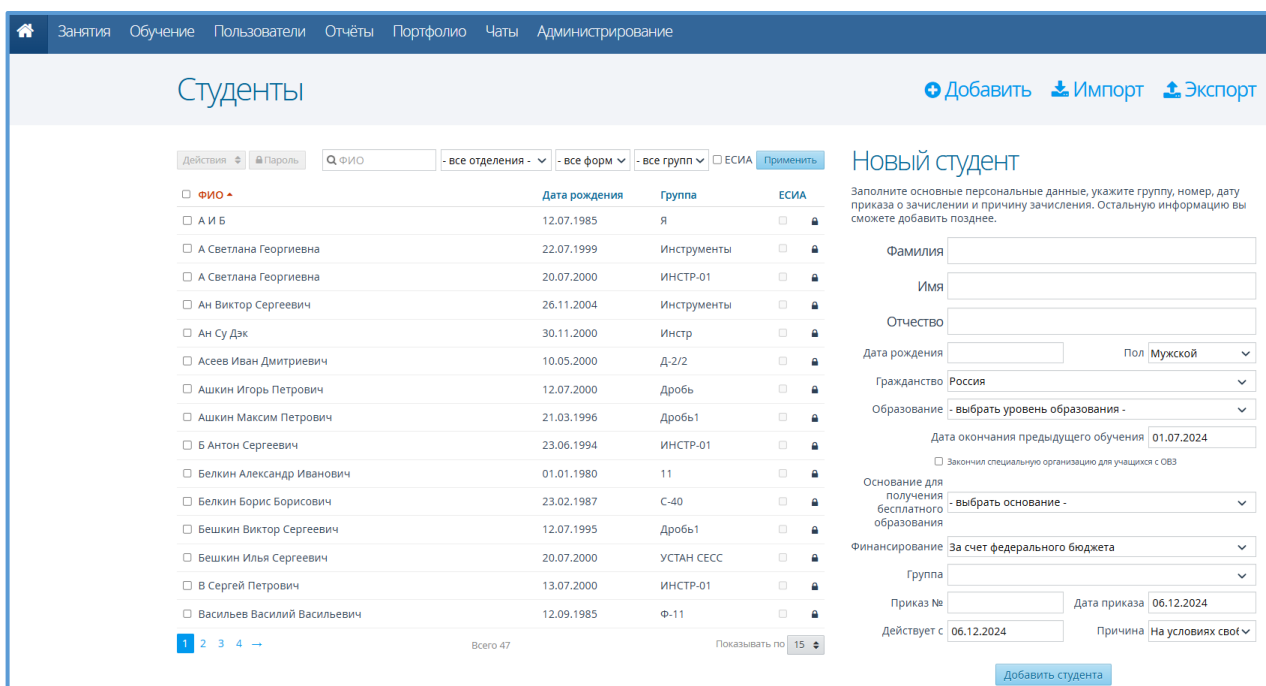 Занятия Обучение Пользователи Отчёты Портфолио Чаты Администрирование
Студенты
Добавить Импорт Экспорт
Действия Пароль ФИО - все отделения - - все форм - все групп ЕСИА Применить
ФИО Дата рождения Группа ЕСИА
А И Б 12.07.1985 Я
А Светлана Георгиевна 22.07.1999 Инструменты
А Светлана Георгиевна 20.07.2000 ИНСТР-01
Ан Виктор Сергеевич 26.11.2004 Инструменты
Ан Су Дэк 30.11.2000 Инстр
Асеев Иван Дмитриевич 10.05.2000 Д-2/2
Ашкин Игорь Петрович 12.07.2000 Дробь
Ашкин Максим Петрович 21.03.1996 Дробь1
Б Антон Сергеевич 23.06.1994 ИНСТР-01
Белкин Александр Иванович 01.01.1980 11
Белкин Борис Борисович 23.02.1987 С-40
Бешкин Виктор Сергеевич 12.07.1995 Дробь1
Бешкин Илья Сергеевич 20.07.2000 УСТАН СЕСС
В Сергей Петрович 13.07.2000 ИНСТР-01
Васильев Василий Васильевич 12.09.1985 Ф-11
1 2 3 4 → Всего 47 Показывать по 15
Новый студент
Заполните основные персональные данные, укажите группу, номер, дату
приказа о зачислении и причину зачисления. Остальную информацию вы
сможете добавить позднее.
Фамилия
Имя
Отчество
Дата рождения Пол Мужской
Гражданство Россия
Образование - выбрать уровень образования -
Дата окончания предыдущего обучения 01.07.2024
Закончил специальную организацию для учащихся с ОВЗ
Основание для
получения
бесплатного
образования
- выбрать основание -
Финансирование За счет федерального бюджета
Группа
Приказ № Дата приказа 06.12.2024
Действует с 06.12.2024 Причина На условиях своб
Добавить студента